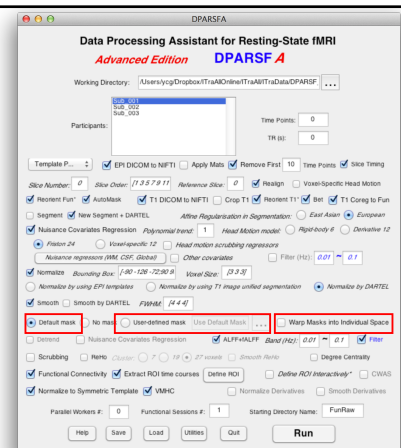 DPARSFA
Data Processing Assistant for Resting-State fMRI
Advanced Edition DPARSF A
Working Directory: /Users/ycg/Dropbox/ITraAllOnline/ITraAll/ITraData/DPARSF ...
Participants: Sub_001
Sub_002
Sub_003
Time Points: 0
TR (s): 0
Template P... EPI DICOM to NIFTI Apply Mats Remove First 10 Time Points Slice Timing
Slice Number: 0 Slice Order: [1 3 5 7 9 11 Reference Slice: 0 Realign Voxel-Specific Head Motion
Reorient Fun* AutoMask T1 DICOM to NIFTI Crop T1 Reorient T1* Bet T1 Coreg to Fun
Segment New Segment + DARTEL Affine Regularisation in Segmentation: East Asian European
Nuisance Covariates Regression Polynomial trend: 1 Head Motion model: Rigid-body 6 Derivative 12
Friston 24 Voxel-specific 12 Head motion scrubbing regressors
Nuisance regressors (WM, CSF, Global) Other covariates Filter (Hz): 0.01 ~ 0.1
Normalize Bounding Box: [-90 -126 -72;90 9 Voxel Size: [3 3 3]
Normalize by using EPI templates Normalize by using T1 image unified segmentation Normalize by DARTEL
Smooth Smooth by DARTEL FWHM: [4 4 4]
Default mask No mask User-defined mask Use Default Mask ... Warp Masks into Individual Space
Detrend Nuisance Covariates Regression ALFF+fALFF Band (Hz): 0.01 ~ 0.1 Filter
Scrubbing ReHo Cluster 7 19 27 voxels Smooth ReHo Degree Centrality
Functional Connectivity* Extract ROI time courses Define ROI Define ROI Interactively* CWAS
Normalize to Symmetric Template VMHC Normalize Derivatives Smooth Derivatives
Parallel Workers #: 0 Functional Sessions #: 1 Starting Directory Name: FunRaw
Help Save Load Utilities Quit Run